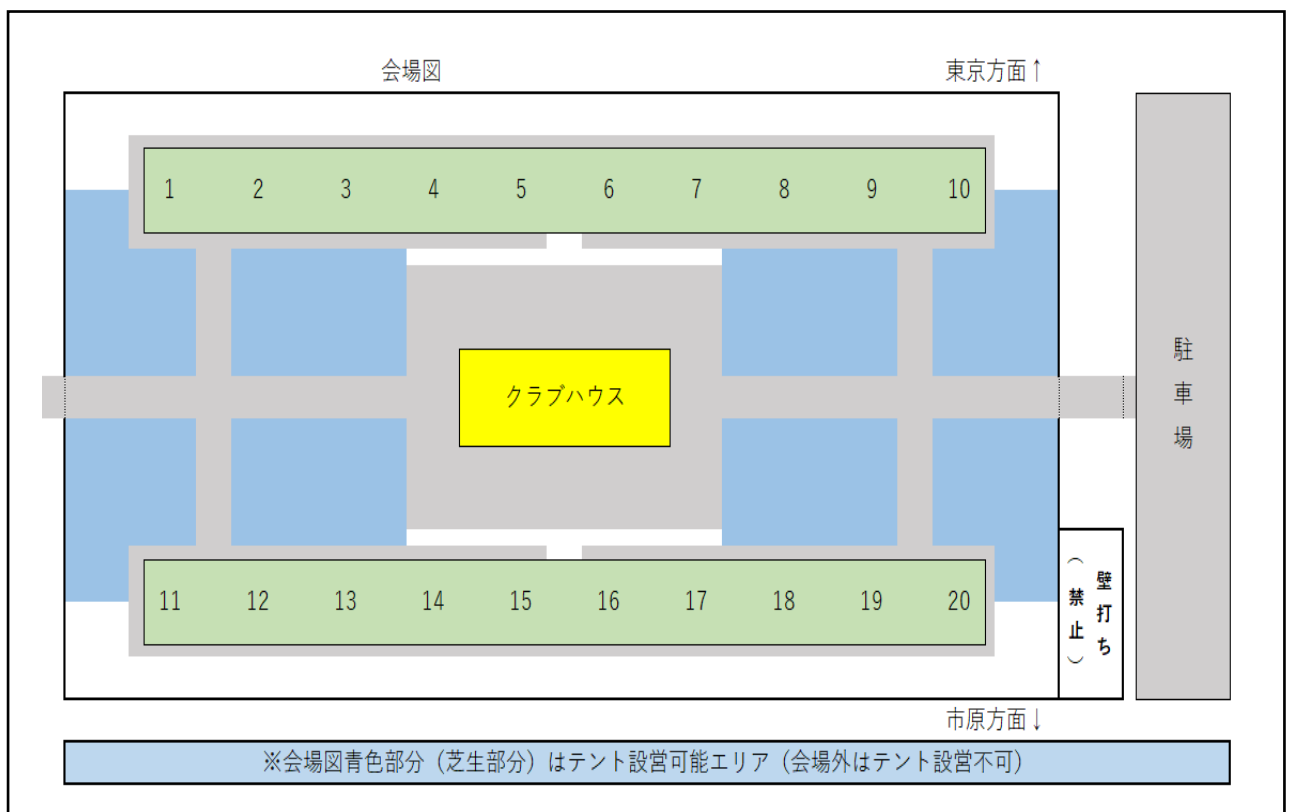 会場図
東京方面↑
1 2 3 4 5 6 7 8 9 10
クラブハウス
駐車場
11 12 13 14 15 16 17 18 19 20
壁打ち
（禁止）
市原方面↓
※会場図青色部分（芝生部分）はテント設営可能エリア（会場外はテント設営不可）